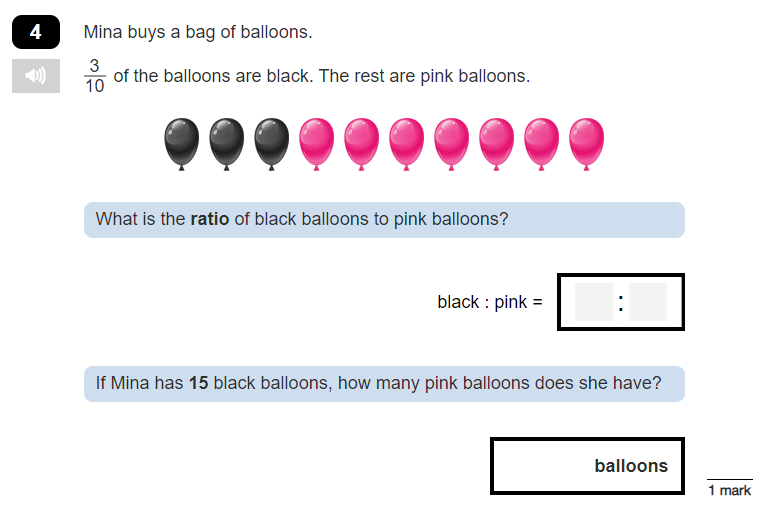 4
Mina buys a bag of balloons.
3/10 of the balloons are black. The rest are pink balloons.
What is the ratio of black balloons to pink balloons?
black : pink = :
If Mina has 15 black balloons, how many pink balloons does she have?
balloons
1 mark